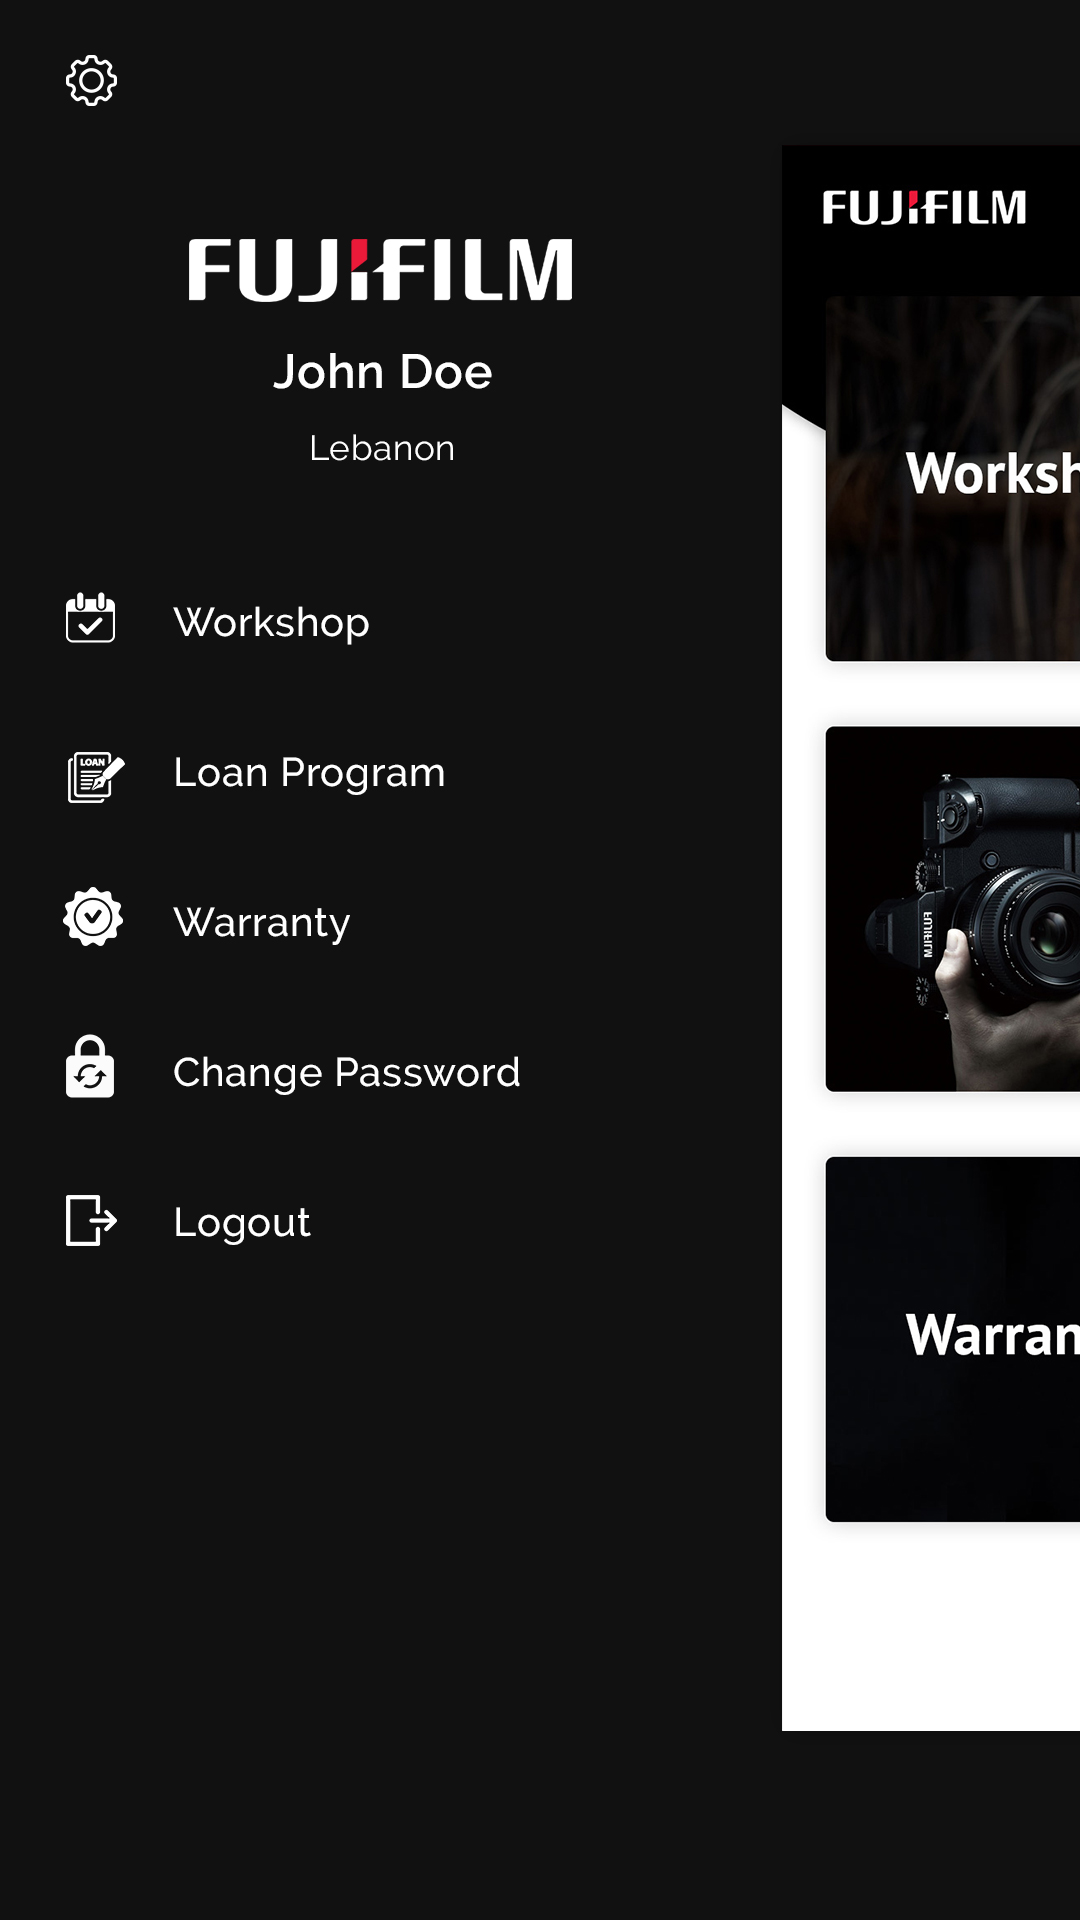 FUJIFILM
John Doe
Lebanon
Workshop
LOAN
Loan Program
Warranty
Change Password
Logout
FUJIFILM
Worksh
FUJIFILM
Warran